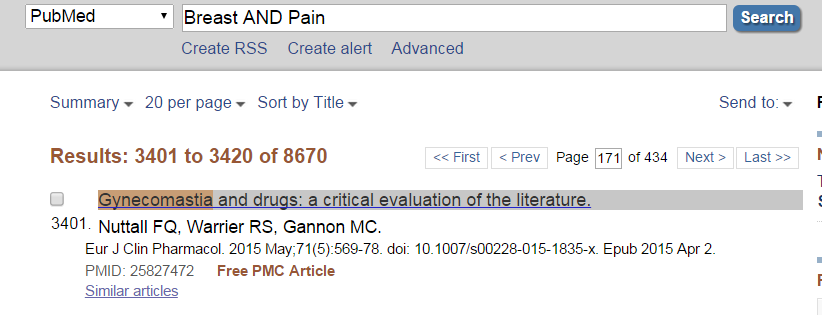 PubMed Breast AND Pain Search
Create RSS Create alert Advanced
Summary 20 per page Sort by Title Send to:
Results: 3401 to 3420 of 8670 << First < Prev Page 171 of 434 Next > Last >>
Gynecomastia and drugs: a critical evaluation of the literature.
3401. Nuttall FQ, Warrier RS, Gannon MC.
Eur J Clin Pharmacol. 2015 May;71(5):569-78. doi: 10.1007/s00228-015-1835-x. Epub 2015 Apr 2.
PMID: 25827472 Free PMC Article
Similar articles